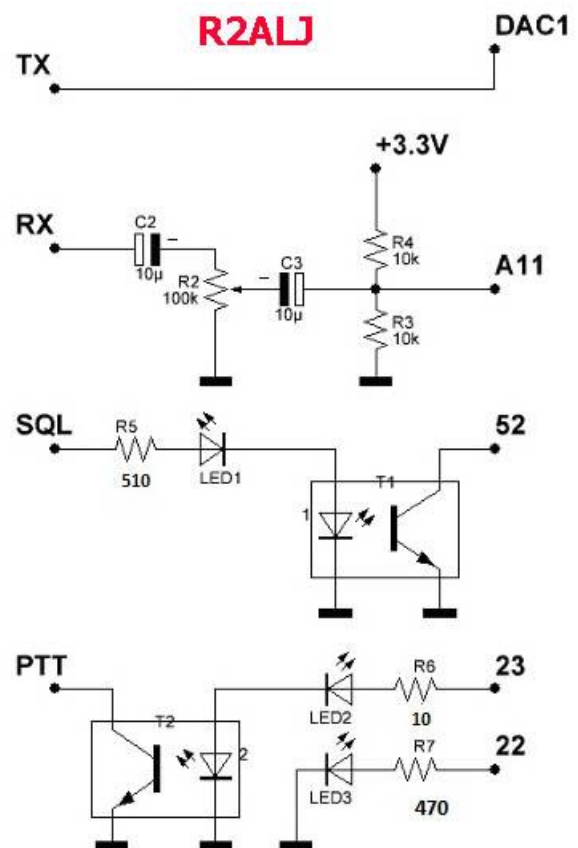 R2ALJ
DAC1
TX
+3.3V
RX
C2
–
10µ
R2
100k
–
C3
10µ
R4
10k
A11
R3
10k
SQL
R5
510
LED1
52
T1
1
PTT
T2
2
LED2
R6
10
23
LED3
R7
470
22